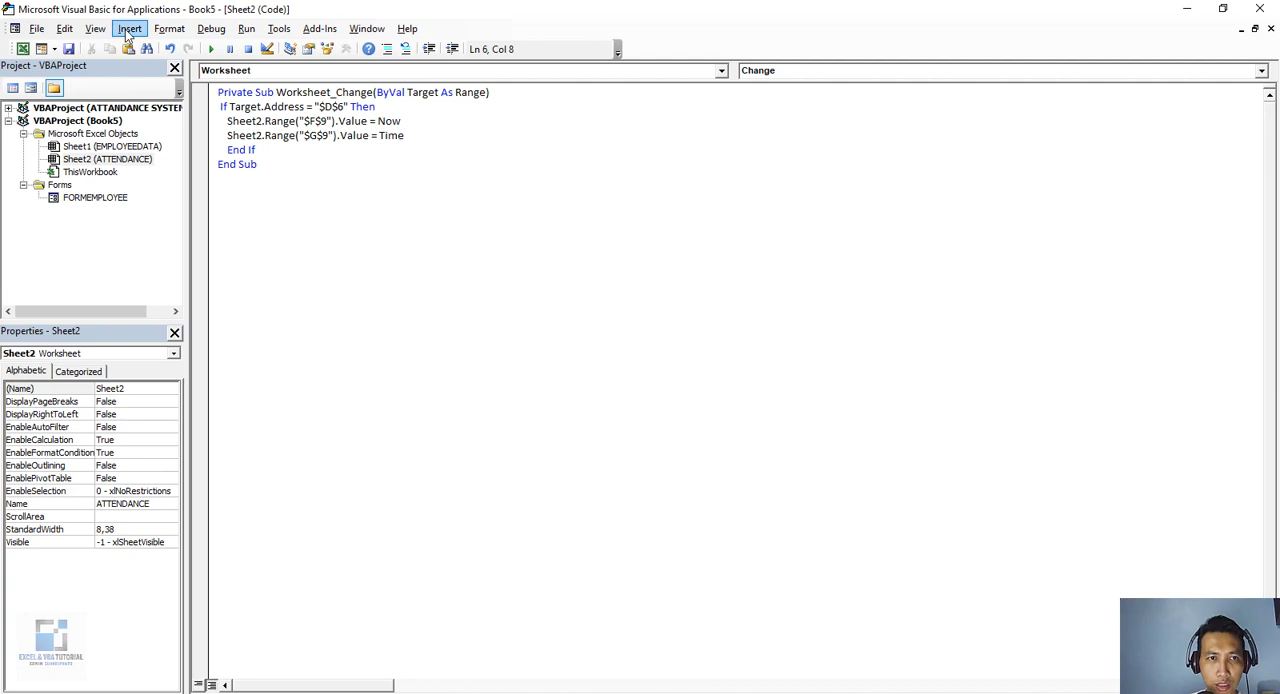 Microsoft Visual Basic for Applications - Book5 - [Sheet2 (Code)]
File Edit View Insert Format Debug Run Tools Add-Ins Window Help
Ln 6, Col 8
Project - VBAProject
Worksheet
Change
VBAProject (ATTANDANCE SYSTEM
VBAProject (Book5)
Microsoft Excel Objects
Sheet1 (EMPLOYEEDATA)
Sheet2 (ATTENDANCE)
ThisWorkbook
Forms
FORMEMPLOYEE
Private Sub Worksheet_Change(ByVal Target As Range)
If Target.Address = "$D$6" Then
Sheet2.Range("$F$9").Value = Now
Sheet2.Range("$G$9").Value = Time
End If
End Sub
Properties - Sheet2
Sheet2 Worksheet
Alphabetic Categorized
(Name) Sheet2
DisplayPageBreaks False
DisplayRightToLeft False
EnableAutoFilter False
EnableCalculation True
EnableFormatCondition True
EnableOutlining False
EnablePivotTable False
EnableSelection 0 - xlNoRestrictions
Name ATTENDANCE
ScrollArea
StandardWidth 8,38
Visible -1 - xlSheetVisible
EXCEL & VBA TUTORIAL